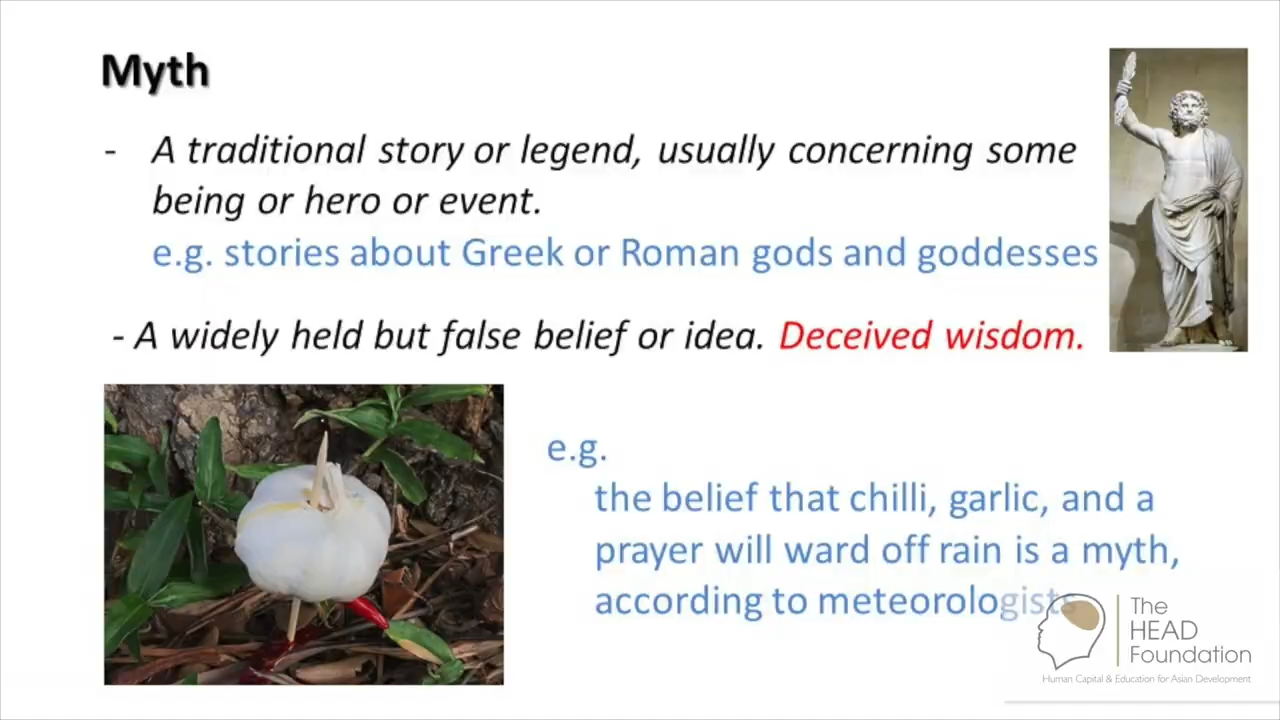 Myth
- A traditional story or legend, usually concerning some
being or hero or event.
e.g. stories about Greek or Roman gods and goddesses
- A widely held but false belief or idea. Deceived wisdom.
e.g.
the belief that chilli, garlic, and a
prayer will ward off rain is a myth,
according to meteorologists
The
HEAD
Foundation
Human Capital & Education for Asian Development